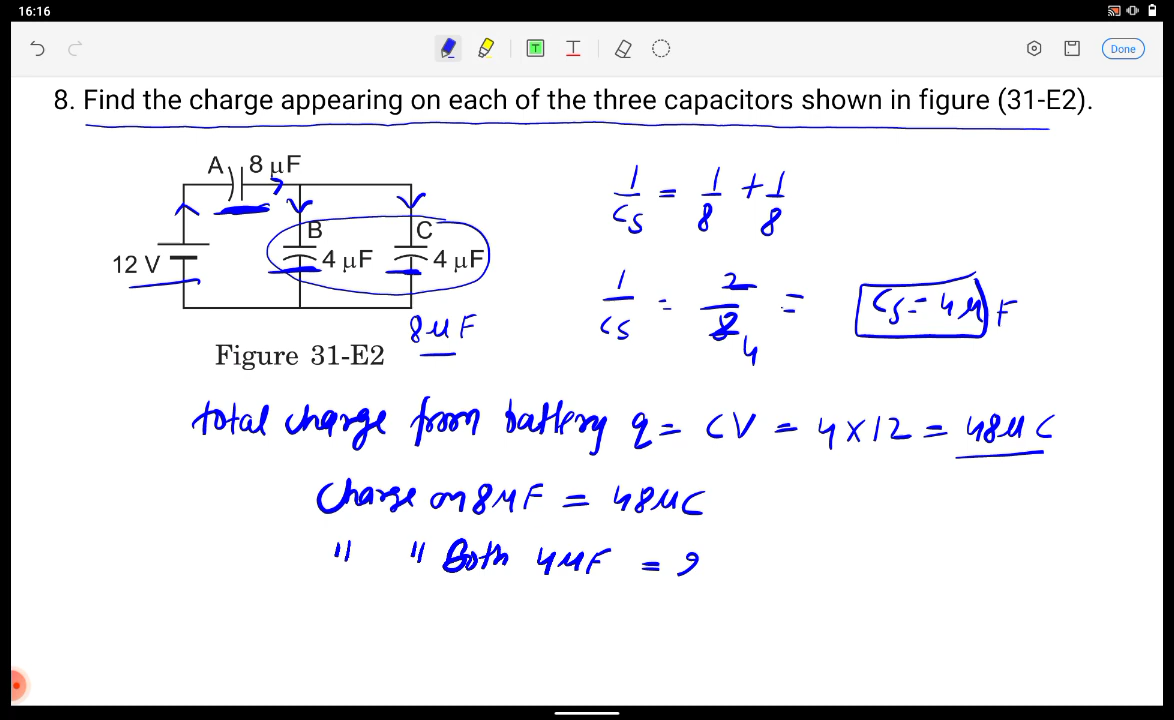 16:16
T
Done
8. Find the charge appearing on each of the three capacitors shown in figure (31-E2).
A 8 μF
B
C
12 V
4 μF
4 μF
8μF
Figure 31-E2
1/Cs = 1/8 + 1/8
1/Cs = 2/8 4 = Cs = 4μF
total charge from battery q = CV = 4 × 12 = 48μC
Charge on 8μF = 48μC
" " Both 4μF =